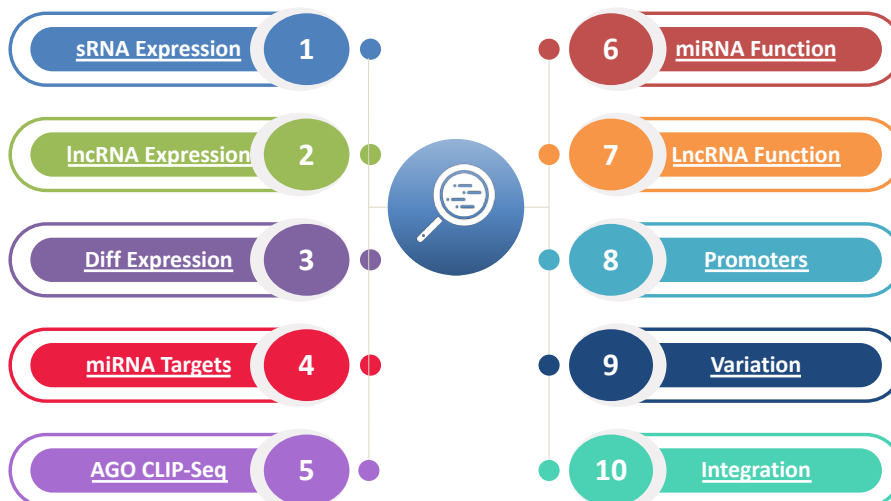 sRNA Expression 1
lncRNA Expression 2
Diff Expression 3
miRNA Targets 4
AGO CLIP-Seq 5
6 miRNA Function
7 LncRNA Function
8 Promoters
9 Variation
10 Integration